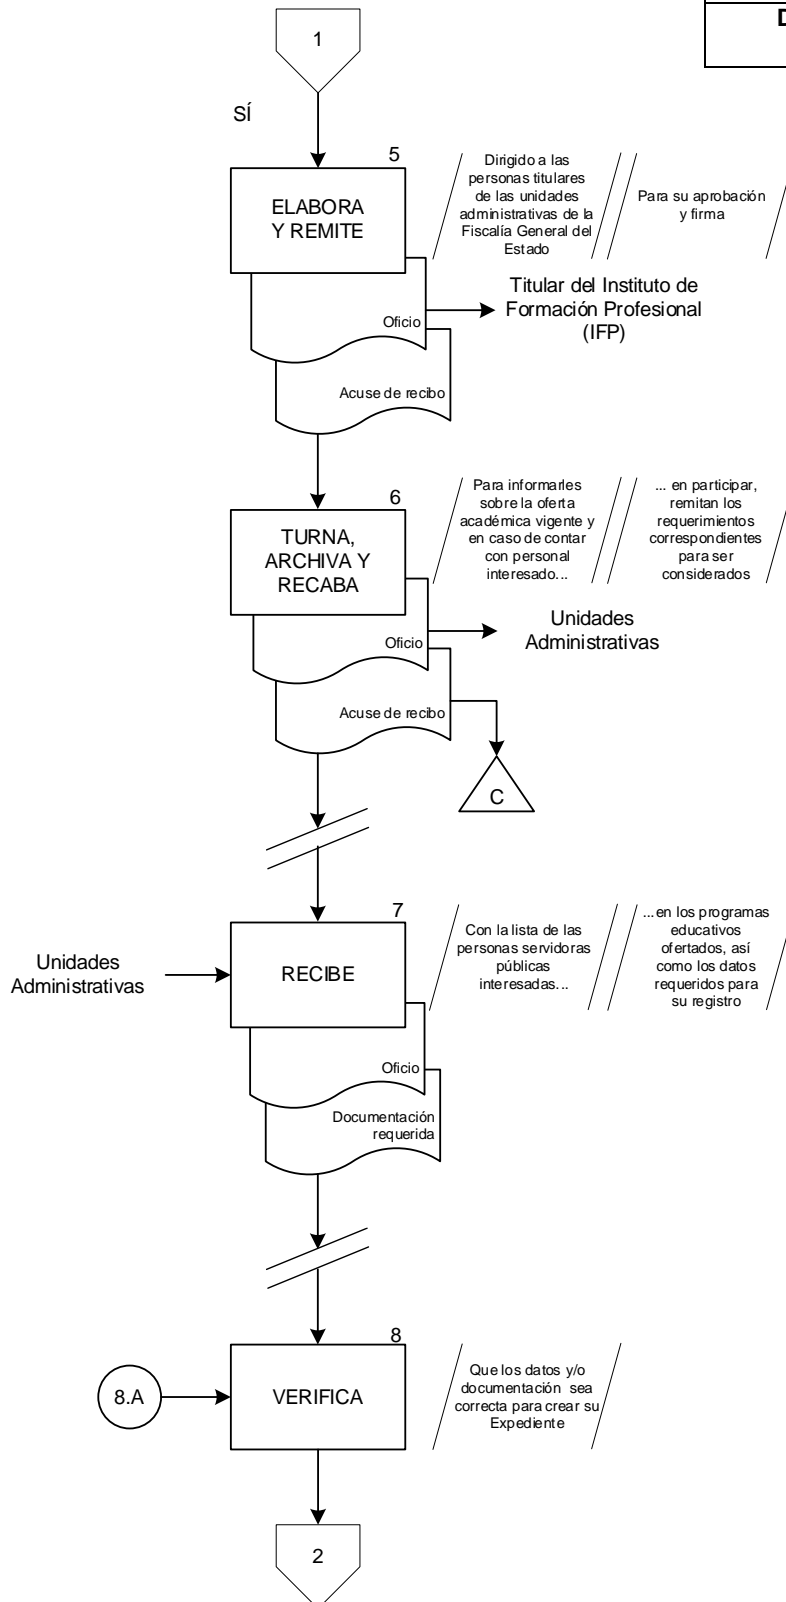 D
1
SÍ
5
ELABORA
Y REMITE
Dirigido a las
personas titulares
de las unidades
administrativas de la
Fiscalía General del
Estado
Para su aprobación
y firma
Oficio
Titular del Instituto de
Formación Profesional
(IFP)
Acuse de recibo
6
TURNA,
ARCHIVA Y
RECABA
Para informarles
sobre la oferta
académica vigente y
en caso de contar
con personal
interesado...
... en participar,
remitan los
requerimientos
correspondientes
para ser
considerados
Oficio
Unidades
Administrativas
Acuse de recibo
C
7
Unidades
Administrativas
RECIBE
Con la lista de las
personas servidoras
públicas
interesadas...
...en los programas
educativos
ofertados, así
como los datos
requeridos para
su registro
Oficio
Documentación
requerida
8
8.A
VERIFICA
Que los datos y/o
documentación sea
correcta para crear su
Expediente
2